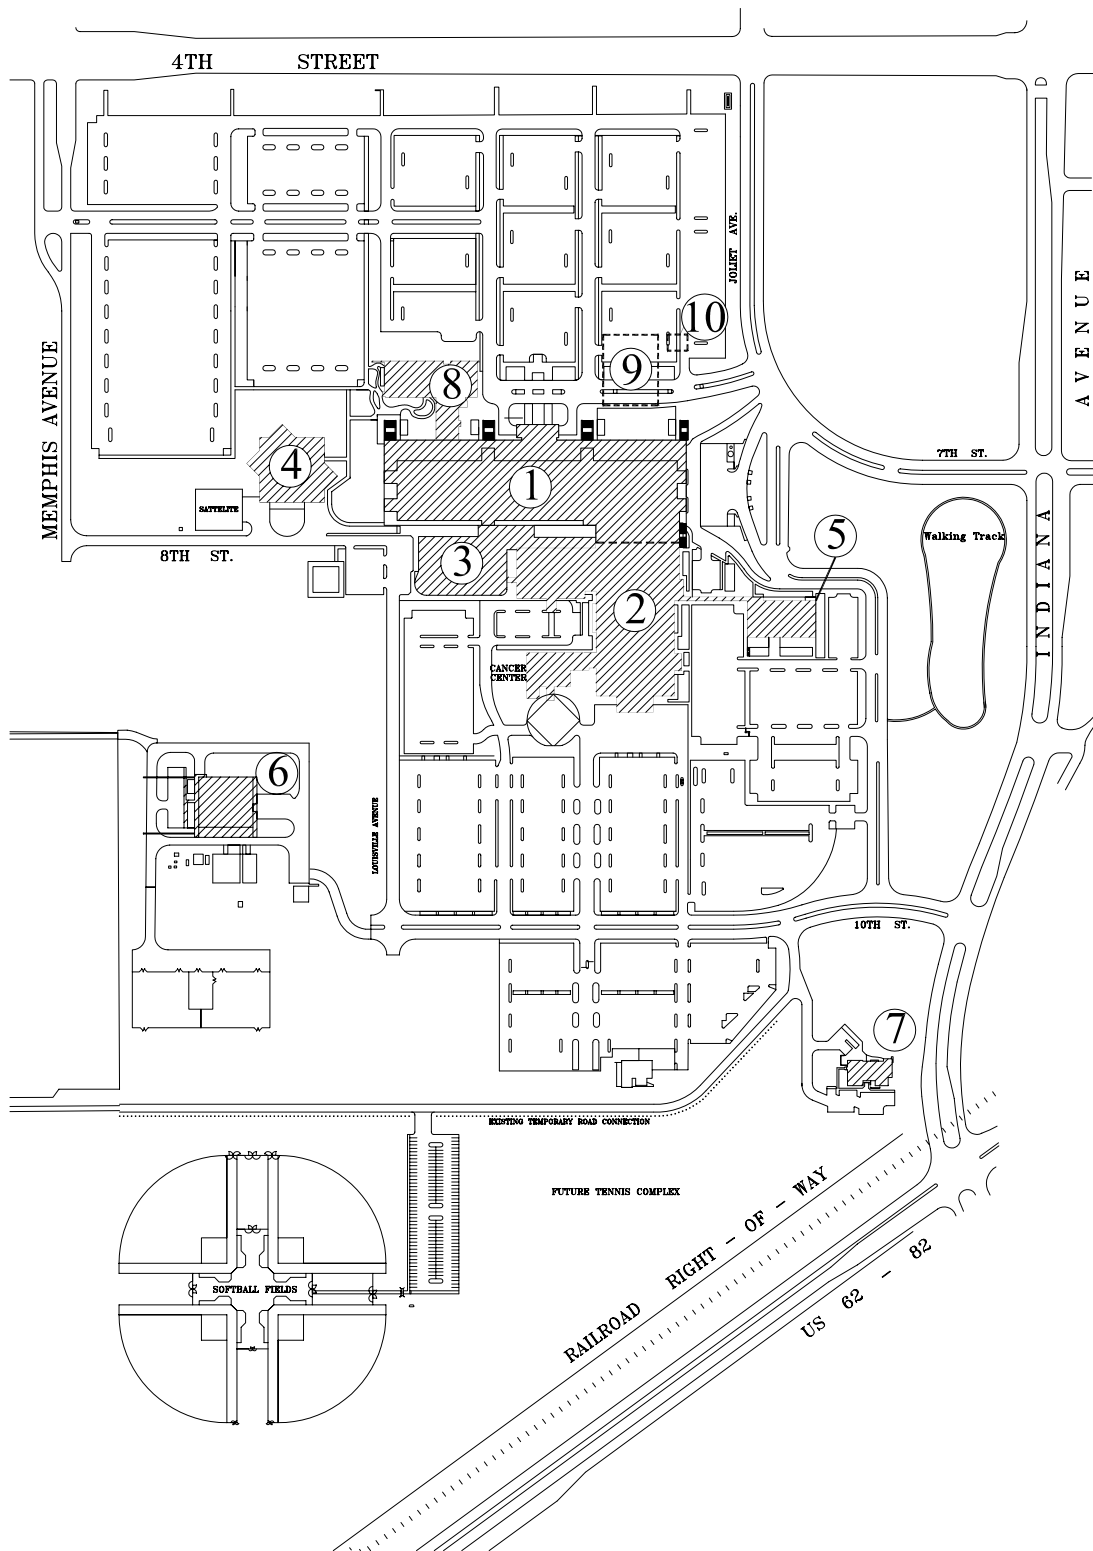 4TH STREET
JOLIET AVE.
AVENUE
10
9
8
MEMPHIS AVENUE
4
7TH ST.
1
SATTELITE
INDIANA
5
Walking Track
8TH ST.
3
2
CANCER
CENTER
6
LOUISVILLE AVENUE
10TH ST.
7
EXISTING TEMPORARY ROAD CONNECTION
FUTURE TENNIS COMPLEX
RAILROAD RIGHT - OF - WAY
SOFTBALL FIELDS
US 62 - 82